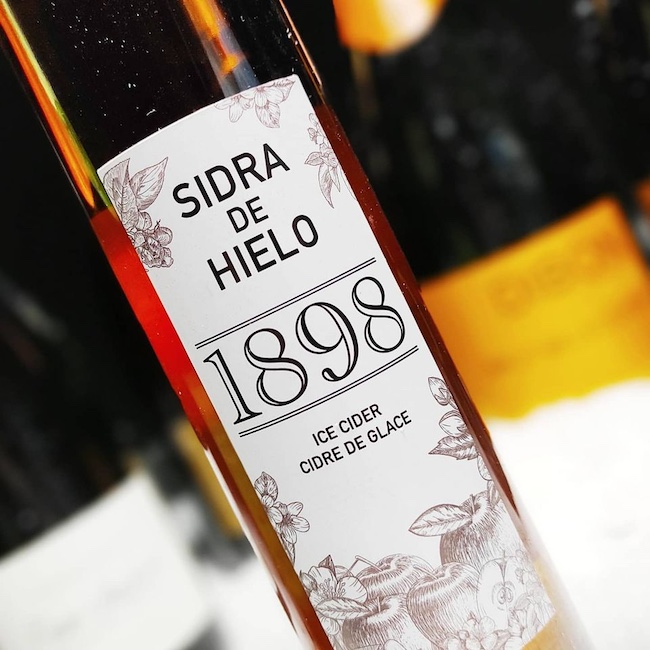 SIDRA
DE
HIELO
1898
ICE CIDER
CIDRE DE GLACE